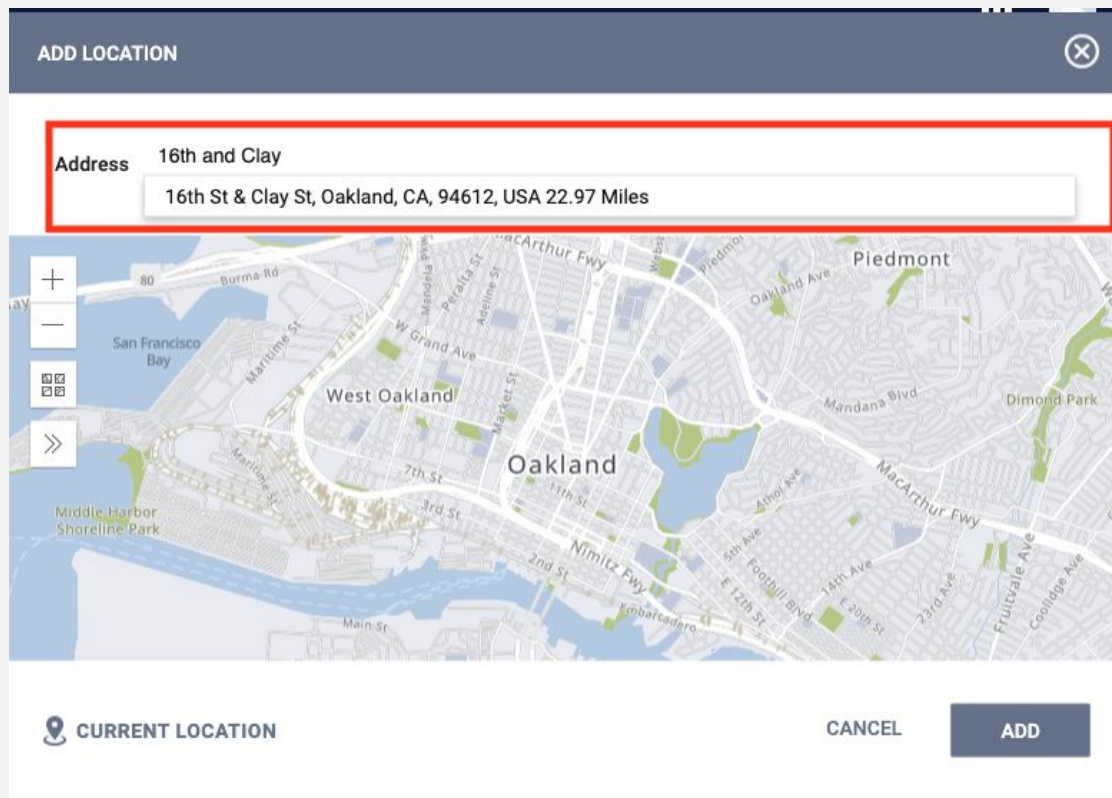 ADD LOCATION
Address
16th and Clay
16th St & Clay St, Oakland, CA, 94612, USA 22.97 Miles
MacArthur Fwy
Piedmont
80
Burma Rd
Mandela Pkwy
Peralta St
Adeline St
Oakland Ave
San Francisco
Bay
Maritime St
W Grand Ave
West Oakland
Market St
Mandana Blvd
Dimond Park
Oakland
7th St
11th St
Maritime St
3rd St
Athol Ave
MacArthur Fwy
Middle Harbor
Shoreline Park
Nimitz Fwy
2nd St
5th Ave
Foothill Blvd
14th Ave
E 12th St
E 20th St
23rd Ave
Fruitvale Ave
Coolidge Ave
Embarcadero
Main St
CURRENT LOCATION
CANCEL
ADD